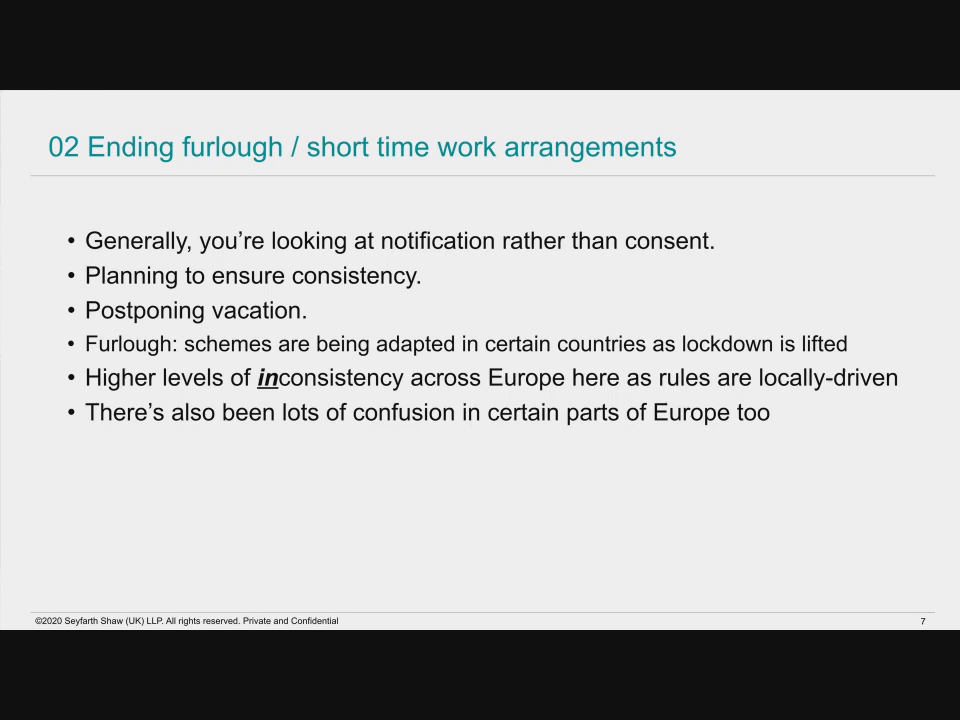 02 Ending furlough / short time work arrangements
• Generally, you’re looking at notification rather than consent.
• Planning to ensure consistency.
• Postponing vacation.
• Furlough: schemes are being adapted in certain countries as lockdown is lifted
• Higher levels of inconsistency across Europe here as rules are locally-driven
• There’s also been lots of confusion in certain parts of Europe too
©2020 Seyfarth Shaw (UK) LLP. All rights reserved. Private and Confidential
7